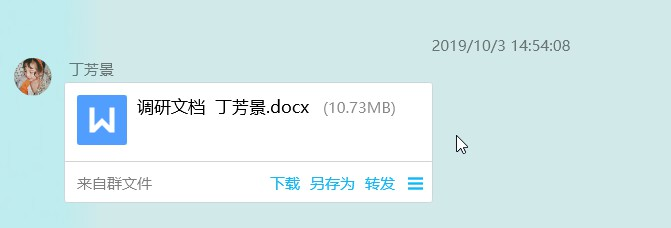 2019/10/3 14:54:08
丁芳景
调研文档 丁芳景.docx (10.73MB)
来自群文件 下载 另存为 转发